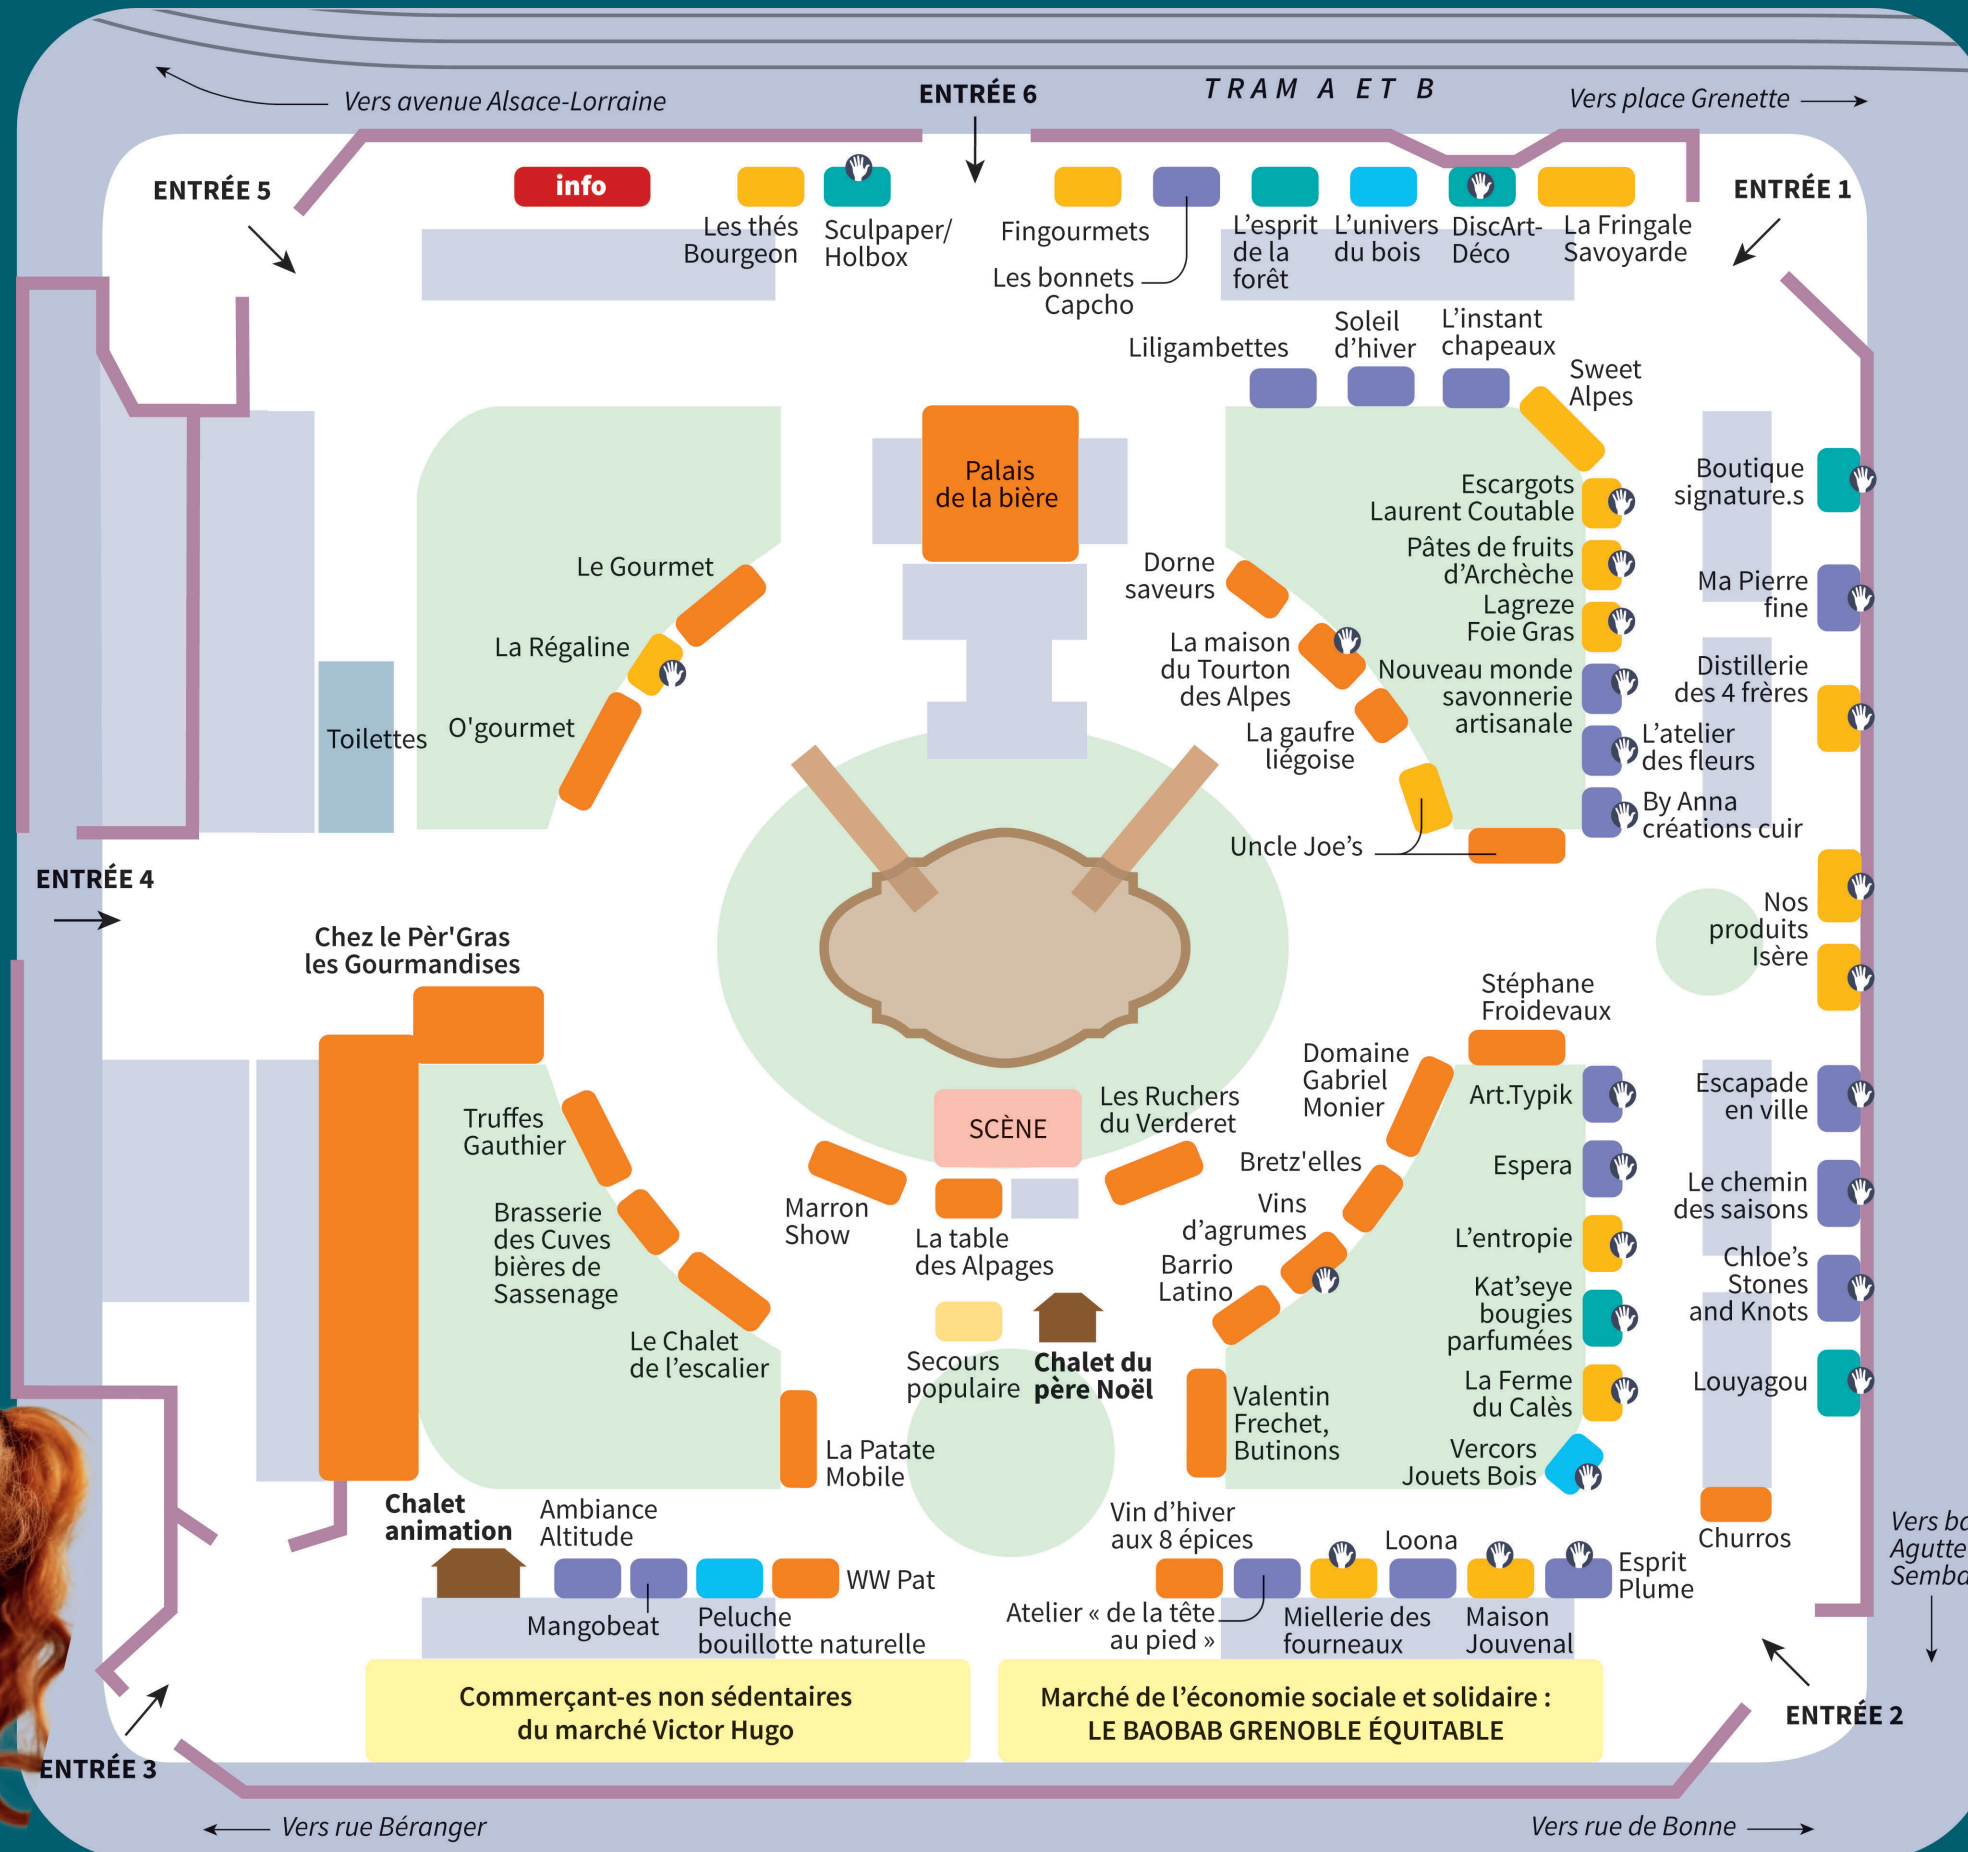 Vers avenue Alsace-Lorraine
ENTRÉE 6
TRAM A ET B
Vers place Grenette
ENTRÉE 5
info
Les thés
Bourgeon
Sculpaper/
Holbox
Fingourmets
Les bonnets
Capcho
L'esprit
de la
forêt
L'univers
du bois
DiscArt-
Déco
La Fringale
Savoyarde
ENTRÉE 1
Liligambettes
Soleil
d'hiver
L'instant
chapeaux
Sweet
Alpes
Palais
de la bière
Escargots
Laurent Coutable
Boutique
signature.s
Pâtes de fruits
d'Archèche
Lagreze
Foie Gras
Ma Pierre
fine
Le Gourmet
Dorne
saveurs
La Régaline
La maison
du Tourton
des Alpes
Nouveau monde
savonnerie
artisanale
Distillerie
des 4 frères
Toilettes
O'gourmet
La gaufre
liégoise
L'atelier
des fleurs
By Anna
créations cuir
Uncle Joe's
ENTRÉE 4
Nos
produits
Isère
Chez le Pèr'Gras
les Gourmandises
Stéphane
Froidevaux
Domaine
Gabriel
Monier
Art.Typik
Escapade
en ville
Truffes
Gauthier
SCÈNE
Les Ruchers
du Verderet
Bretz'elles
Espera
Le chemin
des saisons
Marron
Show
La table
des Alpages
Vins
d'agrumes
L'entropie
Brasserie
des Cuves
bières de
Sassenage
Barrio
Latino
Chloe's
Stones
and Knots
Kat'seye
bougies
parfumées
Le Chalet
de l'escalier
Secours
populaire
Chalet du
père Noël
Valentin
Frechet,
Butinons
La Ferme
du Calès
Louyagou
La Patate
Mobile
Vercors
Jouets Bois
Chalet
animation
Ambiance
Altitude
Vin d'hiver
aux 8 épices
Loona
Churros
Vers
Agutte
WW Pat
Esprit
Plume
Mangobeat
Peluche
bouillotte naturelle
Atelier « de la tête
au pied »
Miellerie des
fourneaux
Maison
Jouvenal
Commerçant-es non sédentaires
du marché Victor Hugo
Marché de l'économie sociale et solidaire :
LE BAOBAB GRENOBLE ÉQUITABLE
ENTRÉE 2
ENTRÉE 3
Vers rue Béranger
Vers rue de Bonne